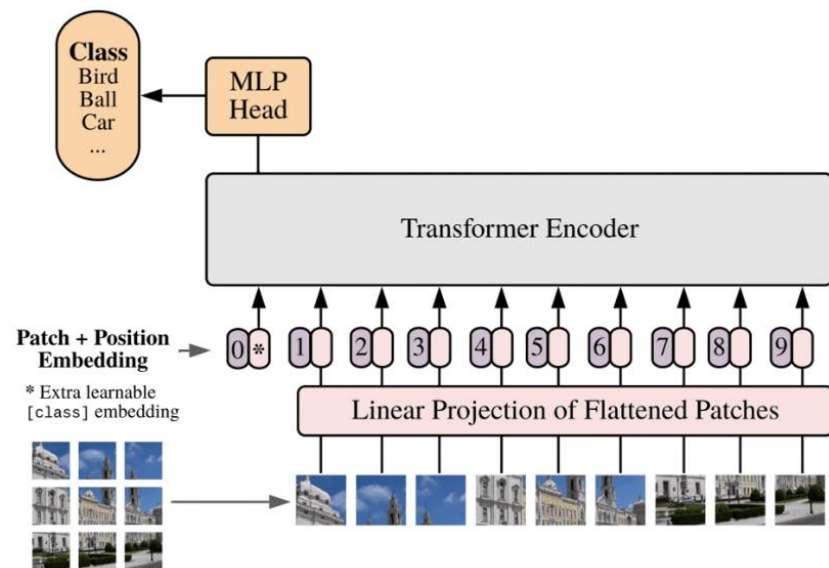 Class
Bird
Ball
Car
...
MLP
Head
Transformer Encoder
Patch + Position
Embedding
0 * 1 2 3 4 5 6 7 8 9
* Extra learnable
[class] embedding
Linear Projection of Flattened Patches